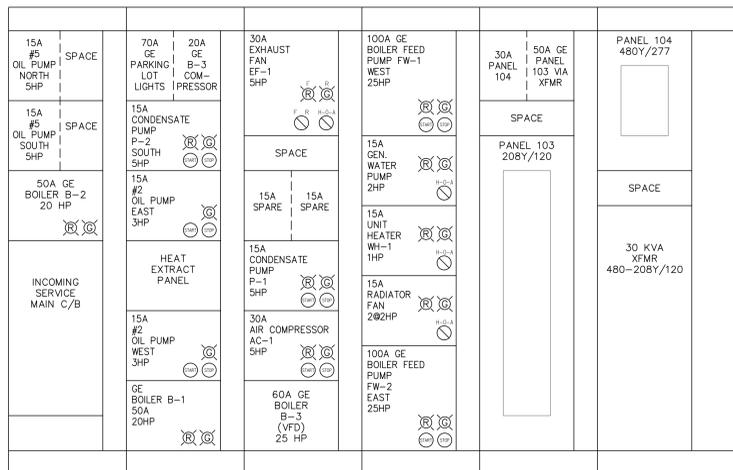 15A
#5
OIL PUMP
NORTH
5HP
SPACE
15A
#5
OIL PUMP
SOUTH
5HP
SPACE
50A GE
BOILER B-2
20 HP
R G
INCOMING
SERVICE
MAIN C/B
70A
GE
PARKING
LOT
LIGHTS
20A
GE
B-3
COM-
PRESSOR
15A
CONDENSATE
PUMP
P-2
SOUTH
5HP
R G
START STOP
15A
#2
OIL PUMP
EAST
3HP
G
START STOP
HEAT
EXTRACT
PANEL
15A
#2
OIL PUMP
WEST
3HP
G
START STOP
GE
BOILER B-1
50A
20HP
R G
30A
EXHAUST
FAN
EF-1
5HP
F R
R G
F R H-O-A
SPACE
15A
SPARE
15A
SPARE
15A
CONDENSATE
PUMP
P-1
5HP
R G
START STOP
30A
AIR COMPRESSOR
AC-1
5HP
R G
START STOP
60A GE
BOILER
B-3
(VFD)
25 HP
100A GE
BOILER FEED
PUMP FW-1
WEST
25HP
R G
START STOP
15A
GEN.
WATER
PUMP
2HP
R G
H-O-A
15A
UNIT
HEATER
WH-1
1HP
R G
H-O-A
15A
RADIATOR
FAN
2@2HP
R G
H-O-A
100A GE
BOILER FEED
PUMP
FW-2
EAST
25HP
R G
START STOP
30A
PANEL
104
50A GE
PANEL
103 VIA
XFMR
SPACE
PANEL 103
208Y/120
PANEL 104
480Y/277
SPACE
30 KVA
XFMR
480-208Y/120